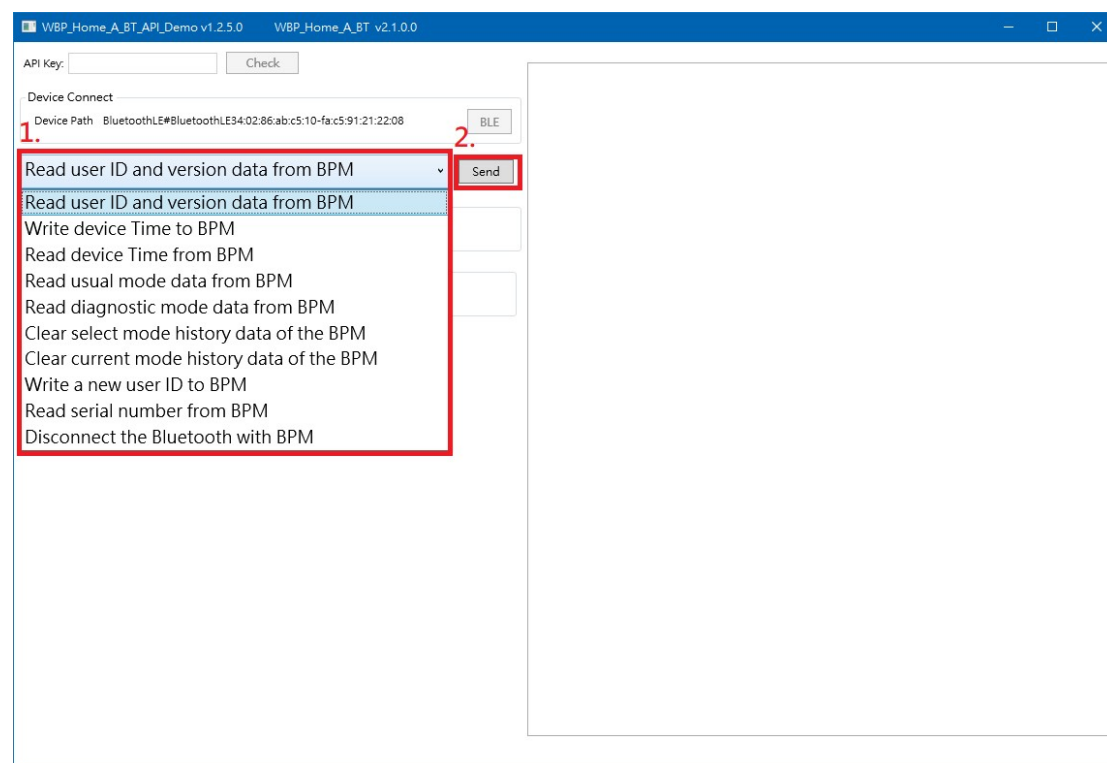 WBP_Home_A_BT_API_Demo v1.2.5.0 WBP_Home_A_BT v2.1.0.0
API Key: Check
Device Connect
Device Path BluetoothLE#BluetoothLE34:02:86:ab:c5:10-fa:c5:91:21:22:08 BLE
1. 2.
Read user ID and version data from BPM Send
Read user ID and version data from BPM
Write device Time to BPM
Read device Time from BPM
Read usual mode data from BPM
Read diagnostic mode data from BPM
Clear select mode history data of the BPM
Clear current mode history data of the BPM
Write a new user ID to BPM
Read serial number from BPM
Disconnect the Bluetooth with BPM